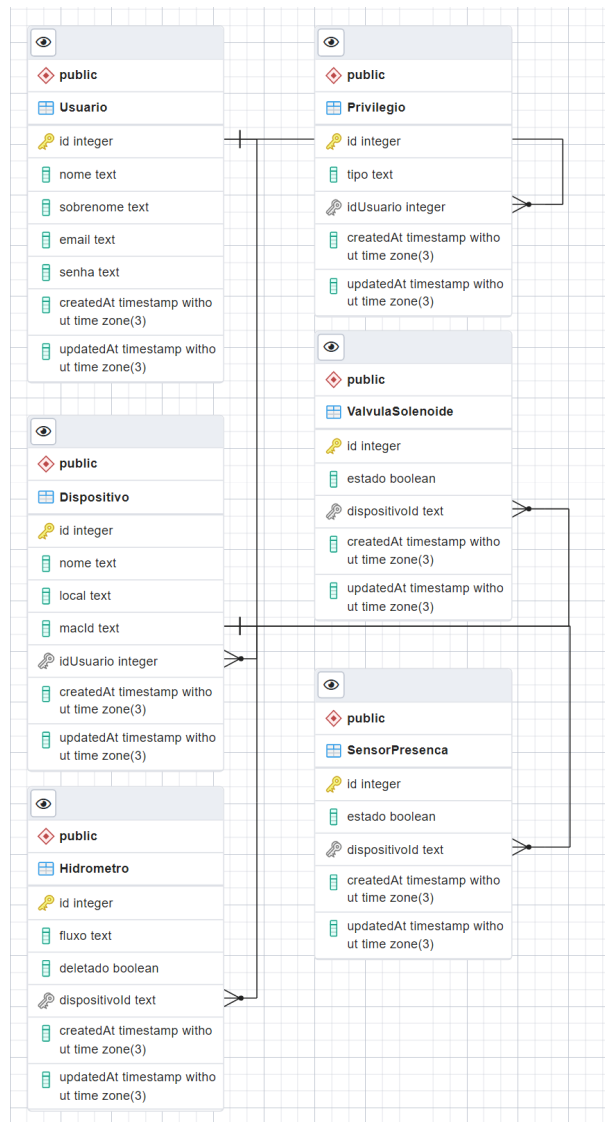 public
Usuario
id integer
nome text
sobrenome text
email text
senha text
createdAt timestamp witho
ut time zone(3)
updatedAt timestamp witho
ut time zone(3)
public
Privilegio
id integer
tipo text
idUsuario integer
createdAt timestamp witho
ut time zone(3)
updatedAt timestamp witho
ut time zone(3)
public
ValvulaSolenoide
id integer
estado boolean
dispositivoId text
createdAt timestamp witho
ut time zone(3)
updatedAt timestamp witho
ut time zone(3)
public
Dispositivo
id integer
nome text
local text
macId text
idUsuario integer
createdAt timestamp witho
ut time zone(3)
updatedAt timestamp witho
ut time zone(3)
public
SensorPresenca
id integer
estado boolean
dispositivoId text
createdAt timestamp witho
ut time zone(3)
updatedAt timestamp witho
ut time zone(3)
public
Hidrometro
id integer
fluxo text
deletado boolean
dispositivoId text
createdAt timestamp witho
ut time zone(3)
updatedAt timestamp witho
ut time zone(3)